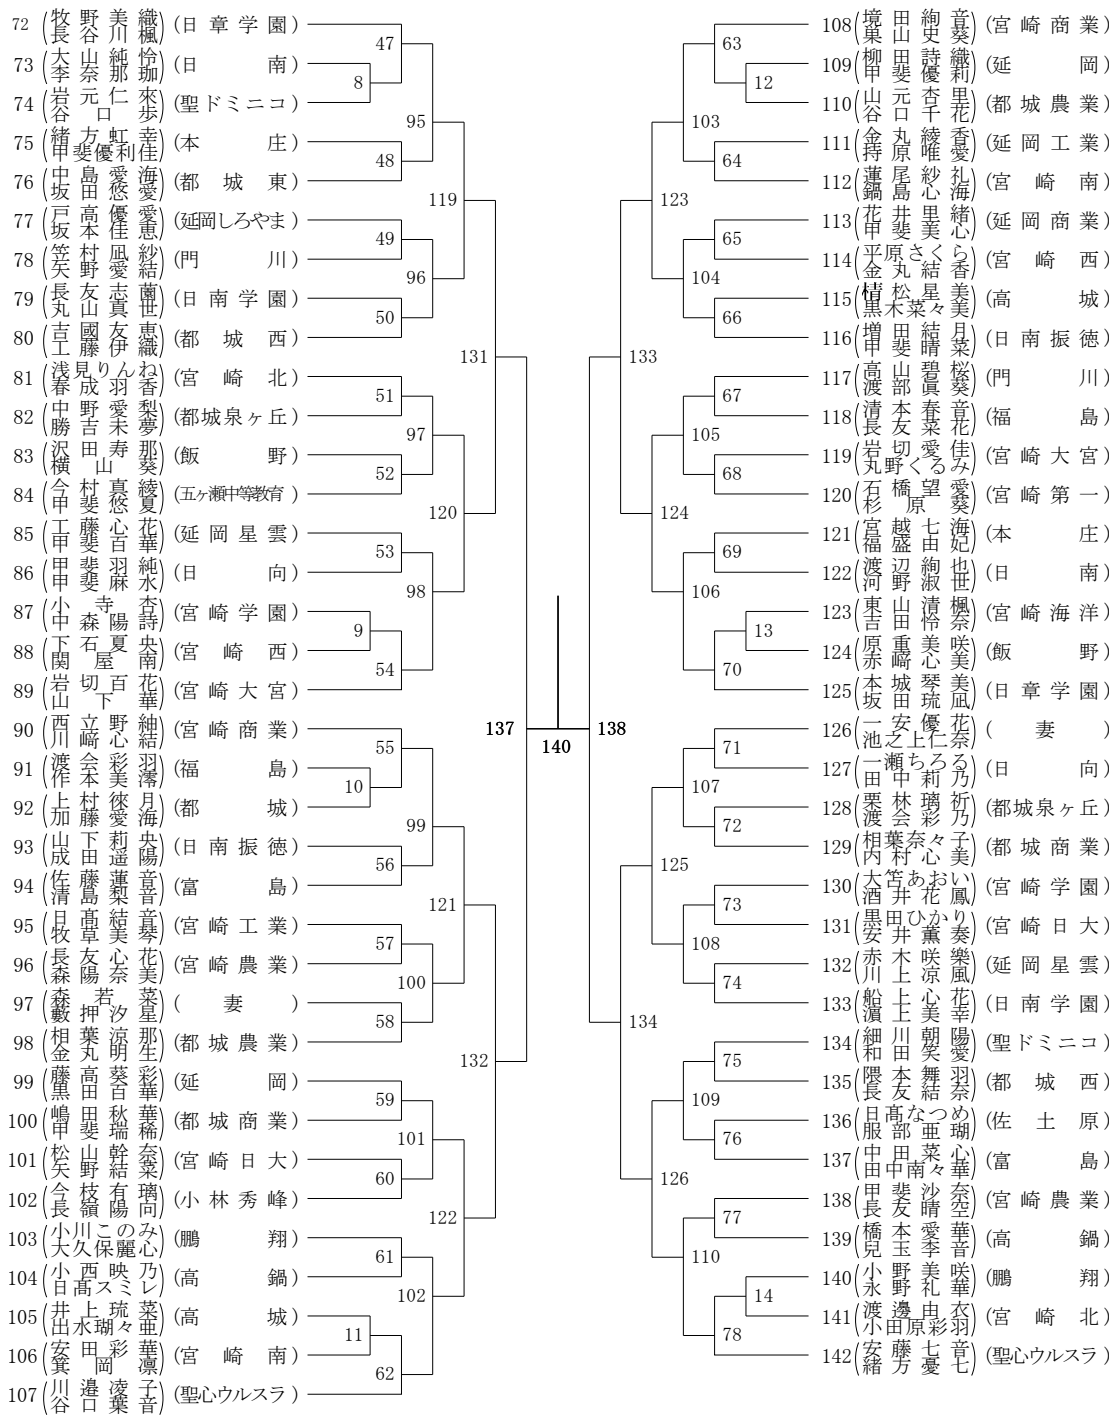 72 (牧野美織 長谷川楓) (日章学園)
73 (大山純怜 李奈那珈) (日南)
74 (岩元仁來 谷口歩) (聖ドミニコ)
75 (緒方虹幸 甲斐優利佳) (本庄)
76 (中島愛海 坂田悠愛) (都城東)
77 (戸高優愛 坂本佳恵) (延岡しろやま)
78 (笠村凪紗 矢野愛結) (門川)
79 (長友志薗 丸山真世) (日南学園)
80 (吉國友恵 工藤伊織) (都城西)
81 (浅見りんね 春成羽香) (宮崎北)
82 (中野愛梨 勝吉未夢) (都城泉ヶ丘)
83 (沢田寿那 横山葵) (飯野)
84 (今村真綾 甲斐悠夏) (五ヶ瀬中等教育)
85 (工藤心花 甲斐百華) (延岡星雲)
86 (甲斐羽純 甲斐麻水) (日向)
87 (小寺杏 中森陽詩) (宮崎学園)
88 (下石夏央 関屋南) (宮崎西)
89 (岩切百花 山下華) (宮崎大宮)
90 (西立野紬 川﨑心結) (宮崎商業)
91 (渡会彩羽 作本美澪) (福島)
92 (上村徠月 加藤愛海) (都城)
93 (山下莉央 成田遥陽) (日南振徳)
94 (佐藤蓮音 清島梨音) (富島)
95 (日髙結音 牧草美琴) (宮崎工業)
96 (長友心花 森陽奈美) (宮崎農業)
97 (森若菜 藪押汐星) (妻)
98 (相葉涼那 金丸明生) (都城農業)
99 (藤高葵彩 黒田百華) (延岡)
100 (嶋田秋華 甲斐瑞稀) (都城商業)
101 (松山幹奈 矢野結菜) (宮崎日大)
102 (今枝有璃 長嶺陽向) (小林秀峰)
103 (小川このみ 大久保麗心) (鵬翔)
104 (小西映乃 日髙スミレ) (高鍋)
105 (井上琉菜 出水瑚々亜) (高城)
106 (安田彩華 箕岡凛) (宮崎南)
107 (川邉凌子 谷口葉音) (聖心ウルスラ)
47
8
95
48
119
49
96
50
131
51
97
52
120
53
98
9
54
137
55
10
99
56
121
57
100
58
132
59
101
60
122
61
102
11
62
140
138
63
12
103
64
123
65
104
66
133
67
105
68
124
69
106
13
70
71
107
72
125
73
108
74
134
75
109
76
126
77
110
14
78
108 (境田絢音 巣山史葵) (宮崎商業)
109 (柳田詩織 甲斐優莉) (延岡)
110 (山元杏里 谷口千花) (都城農業)
111 (金丸綾香 持原唯愛) (延岡工業)
112 (蓮尾紗礼 鍋島心海) (宮崎南)
113 (花井里緒 甲斐美心) (延岡商業)
114 (平原さくら 金丸結香) (宮崎西)
115 (楕松星美 黒木菜々美) (高城)
116 (増田結月 甲斐晴菜) (日南振徳)
117 (高山碧桜 渡部眞葵) (門川)
118 (清本春音 長友菜花) (福島)
119 (岩切愛佳 丸野くるみ) (宮崎大宮)
120 (石橋望愛 杉原葵) (宮崎第一)
121 (宮越七海 福盛由妃) (本庄)
122 (渡辺絢也 河野淑世) (日南)
123 (東山清楓 吉田怜奈) (宮崎海洋)
124 (原重美咲 赤﨑心美) (飯野)
125 (本城琴美 坂田琉凪) (日章学園)
126 (一安優花 池之上仁奈) (妻)
127 (一瀬ちろる 田中莉乃) (日向)
128 (栗林璃祈 渡会彩乃) (都城泉ヶ丘)
129 (相葉奈々子 内村心美) (都城商業)
130 (大笘あおい 酒井花鳳) (宮崎学園)
131 (黒田ひかり 安井薫奏) (宮崎日大)
132 (赤木咲樂 川上凉風) (延岡星雲)
133 (船上心花 濵上美幸) (日南学園)
134 (細川朝陽 和田笑愛) (聖ドミニコ)
135 (隈本舞羽 長友結奈) (都城西)
136 (日髙なつめ 服部亜瑚) (佐土原)
137 (中田菜心 田中南々華) (富島)
138 (甲斐沙奈 長友晴空) (宮崎農業)
139 (橋本愛華 兒玉李音) (高鍋)
140 (小野美咲 永野礼華) (鵬翔)
141 (渡邊由衣 小田原彩羽) (宮崎北)
142 (安藤七音 緒方憂七) (聖心ウルスラ)